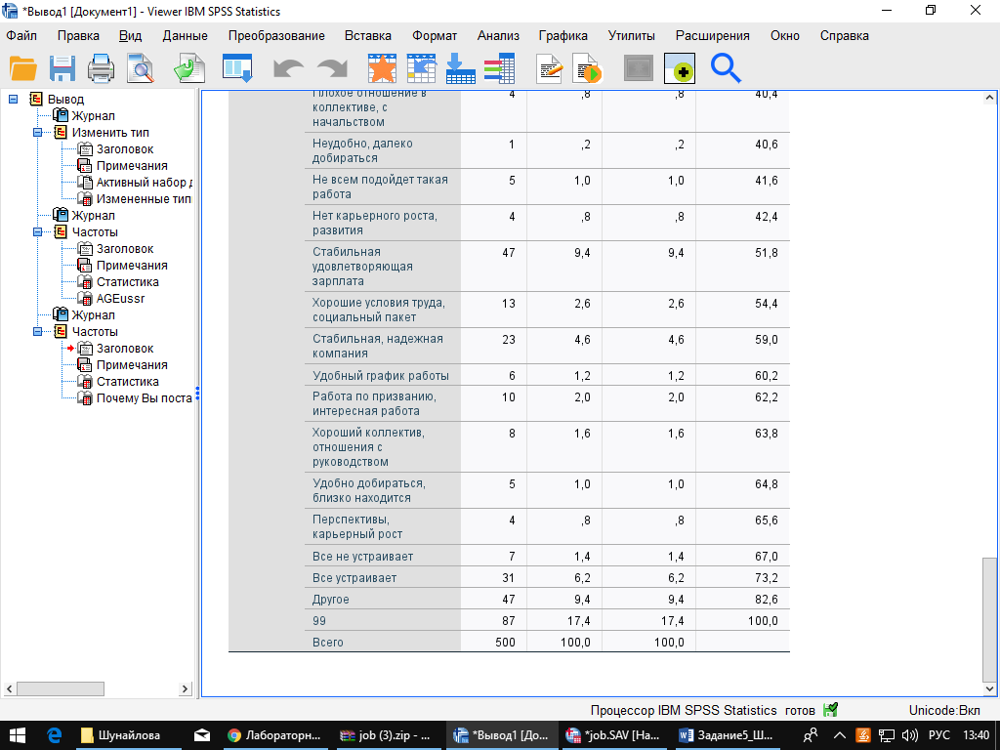 *Вывод1 [Документ1] - Viewer IBM SPSS Statistics
Файл Правка Вид Данные Преобразование Вставка Формат Анализ Графика Утилиты Расширения Окно Справка
Вывод
Журнал
Изменить тип
Заголовок
Примечания
Активный набор д
Измененные тип
Журнал
Частоты
Заголовок
Примечания
Статистика
AGEussr
Журнал
Частоты
Заголовок
Примечания
Статистика
Почему Вы поста
Плохое отношение в 4 ,8 ,8 40,4
коллективе, с
начальством
Неудобно, далеко 1 ,2 ,2 40,6
добираться
Не всем подойдет такая 5 1,0 1,0 41,6
работа
Нет карьерного роста, 4 ,8 ,8 42,4
развития
Стабильная 47 9,4 9,4 51,8
удовлетворяющая
зарплата
Хорошие условия труда, 13 2,6 2,6 54,4
социальный пакет
Стабильная, надежная 23 4,6 4,6 59,0
компания
Удобный график работы 6 1,2 1,2 60,2
Работа по призванию, 10 2,0 2,0 62,2
интересная работа
Хороший коллектив, 8 1,6 1,6 63,8
отношения с
руководством
Удобно добираться, 5 1,0 1,0 64,8
близко находится
Перспективы, 4 ,8 ,8 65,6
карьерный рост
Все не устраивает 7 1,4 1,4 67,0
Все устраивает 31 6,2 6,2 73,2
Другое 47 9,4 9,4 82,6
99 87 17,4 17,4 100,0
Всего 500 100,0 100,0
Процессор IBM SPSS Statistics готов Unicode:Вкл
Шунайлова Лабораторн... job (3).zip - ... *Вывод1 [До... *job.SAV [На... Задание5_Ш... РУС 13:40